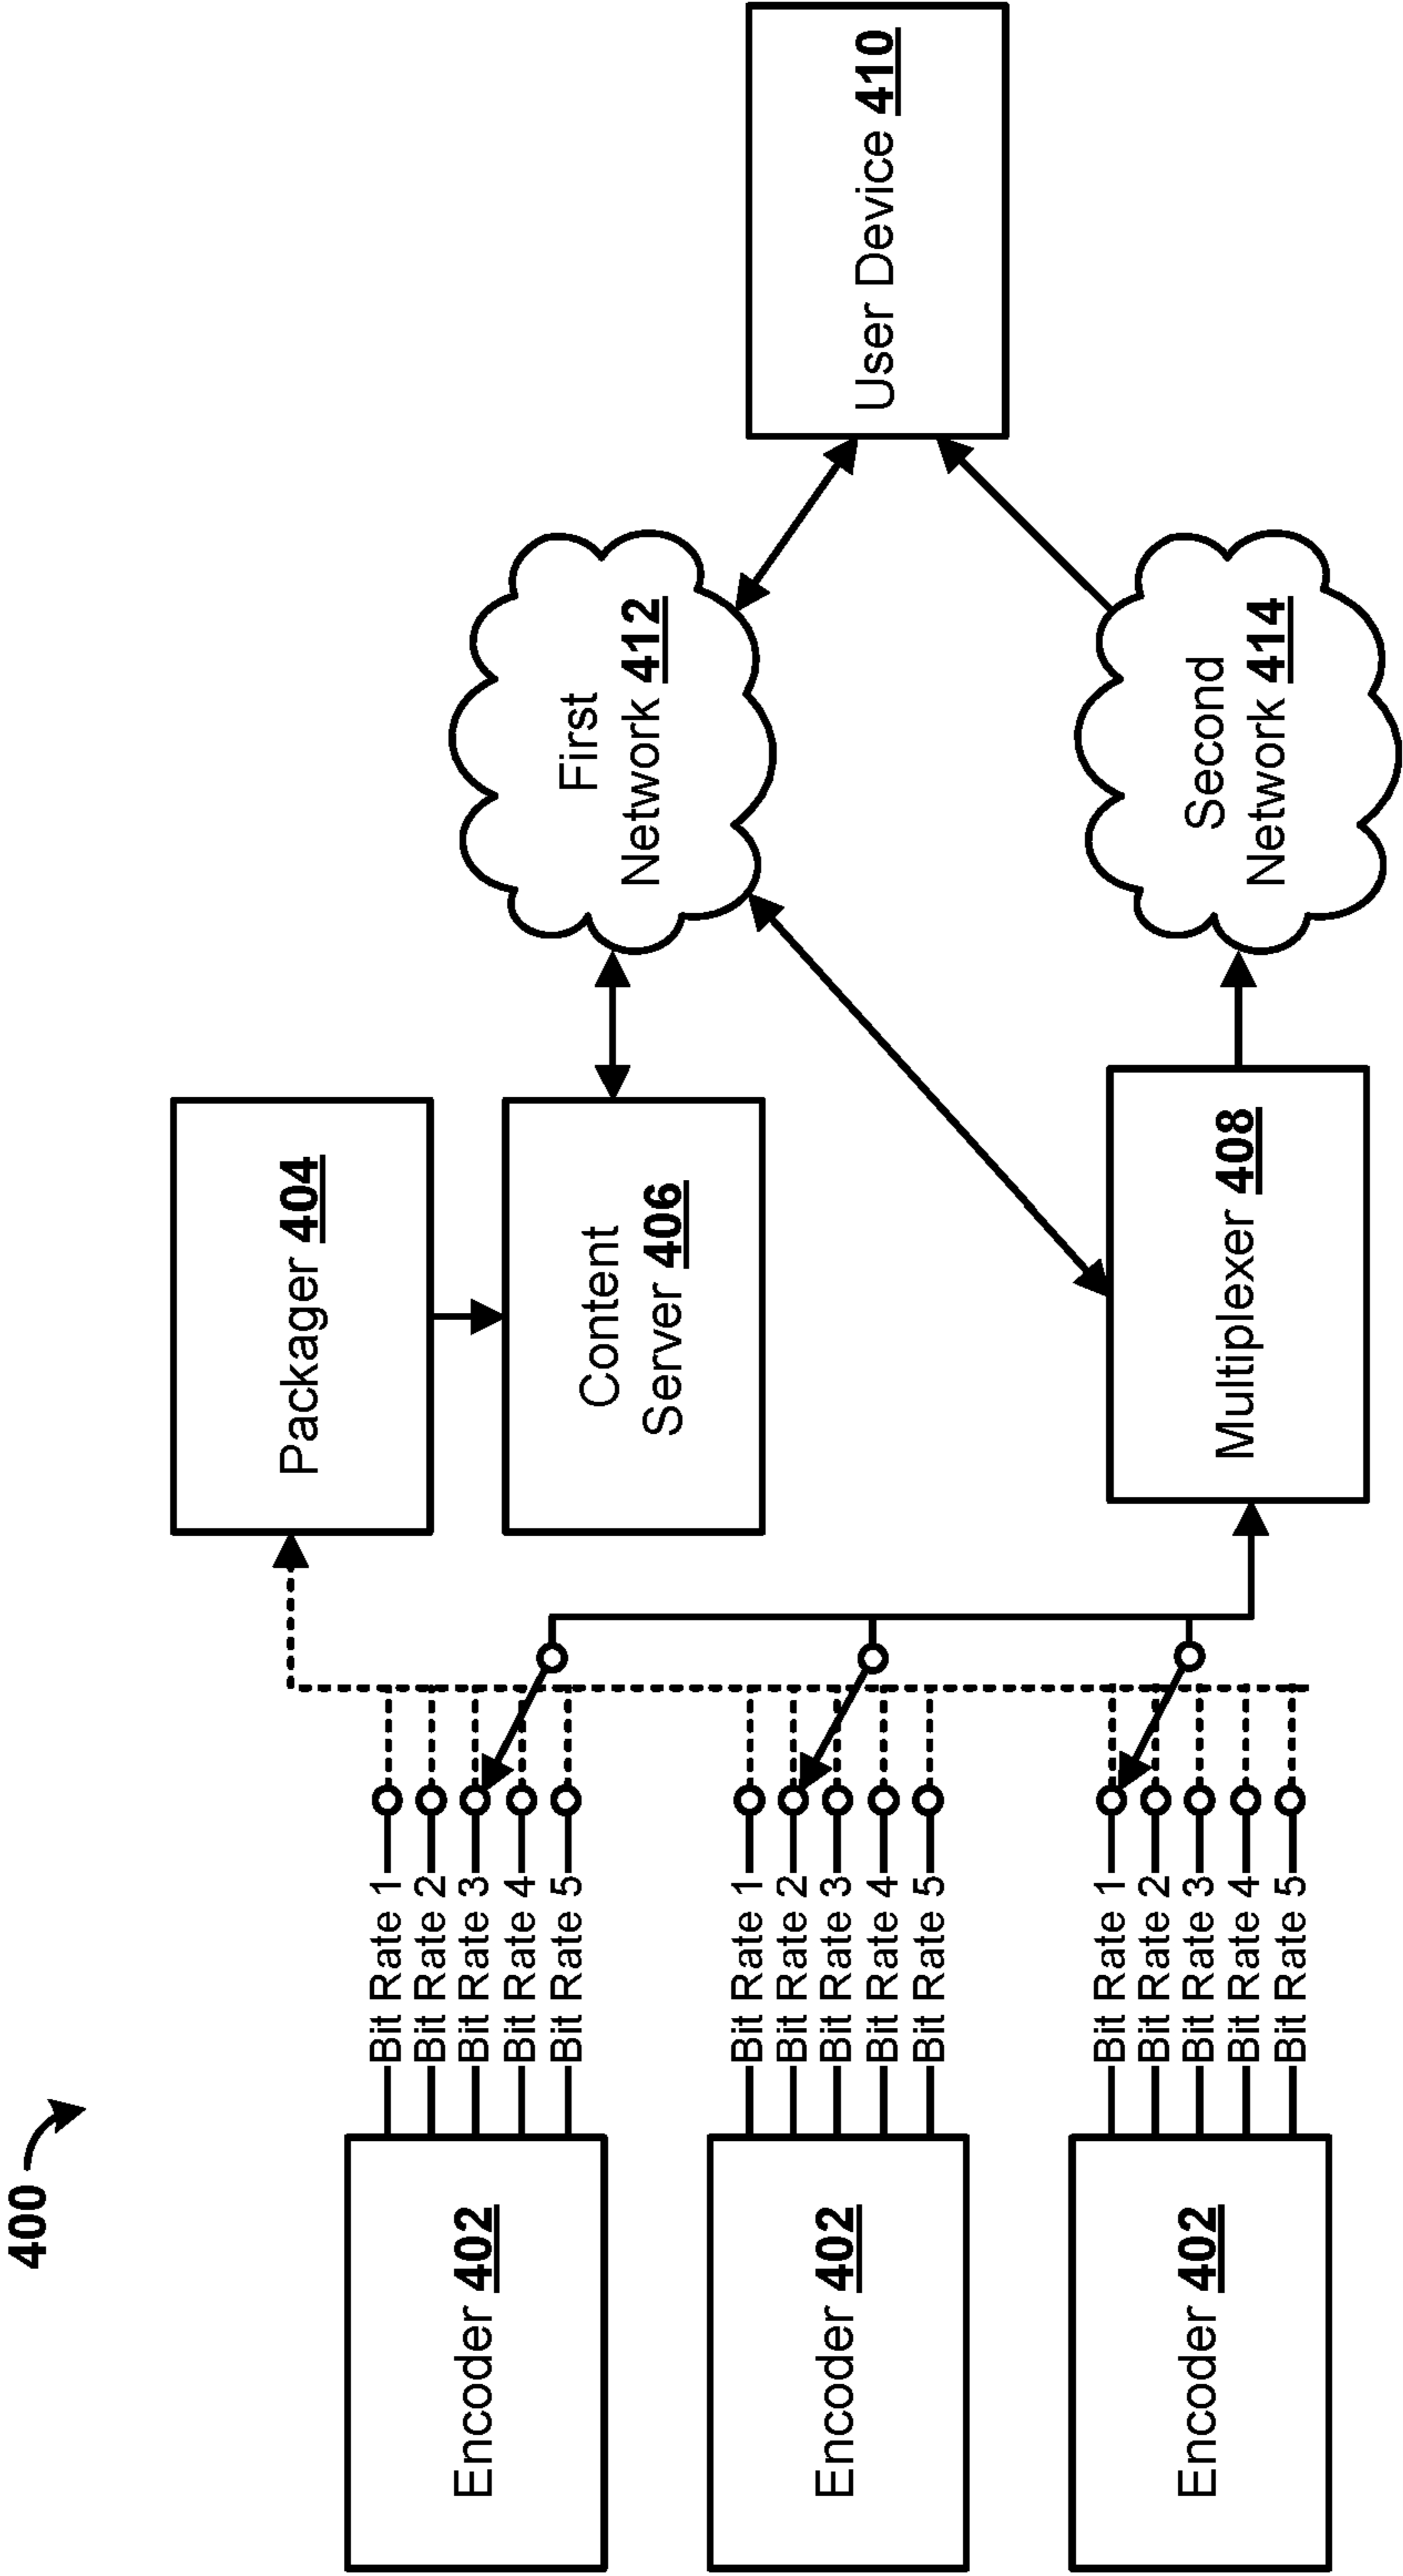 400
Encoder 402
Bit Rate 1
Bit Rate 2
Bit Rate 3
Bit Rate 4
Bit Rate 5
Encoder 402
Bit Rate 1
Bit Rate 2
Bit Rate 3
Bit Rate 4
Bit Rate 5
Encoder 402
Bit Rate 1
Bit Rate 2
Bit Rate 3
Bit Rate 4
Bit Rate 5
Packager 404
Content
Server 406
Multiplexer 408
First
Network 412
Second
Network 414
User Device 410